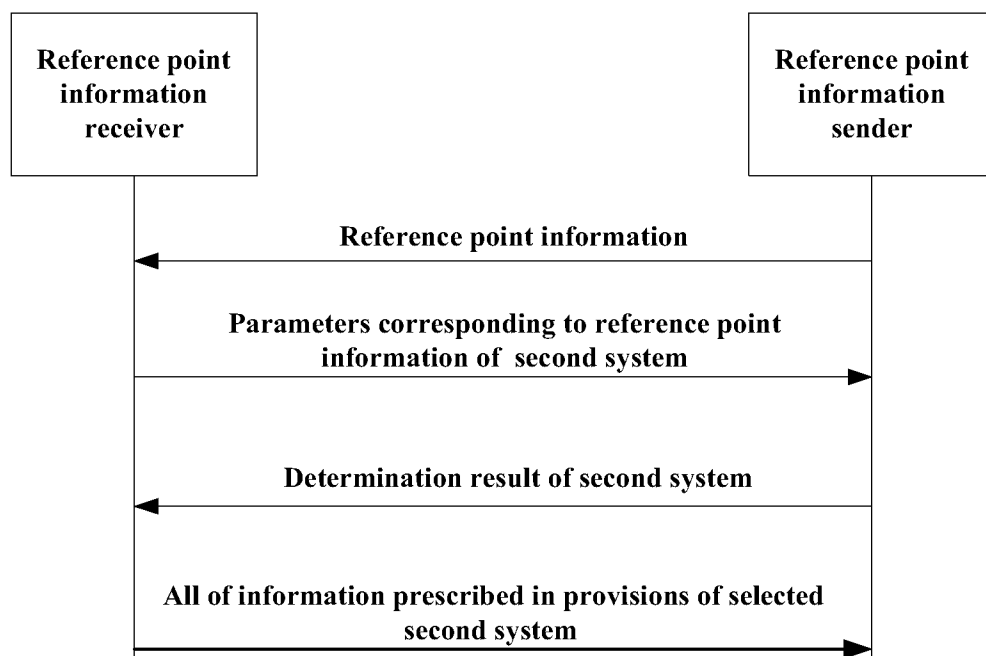 Reference point
information
receiver
Reference point
information
sender
Reference point information
Parameters corresponding to reference point
information of second system
Determination result of second system
All of information prescribed in provisions of selected
second system